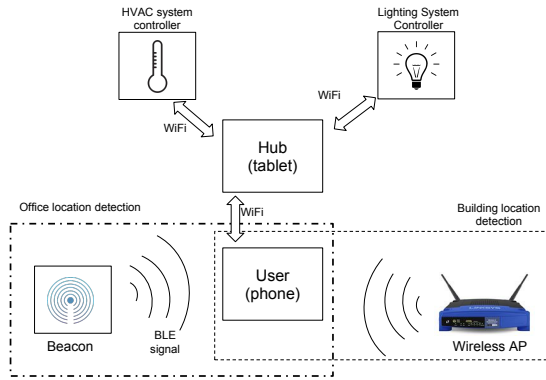 HVAC system
controller
Lighting System
Controller
WiFi
WiFi
Hub
(tablet)
WiFi
Office location detection
Building location
detection
User
(phone)
Beacon
BLE
signal
Wireless AP